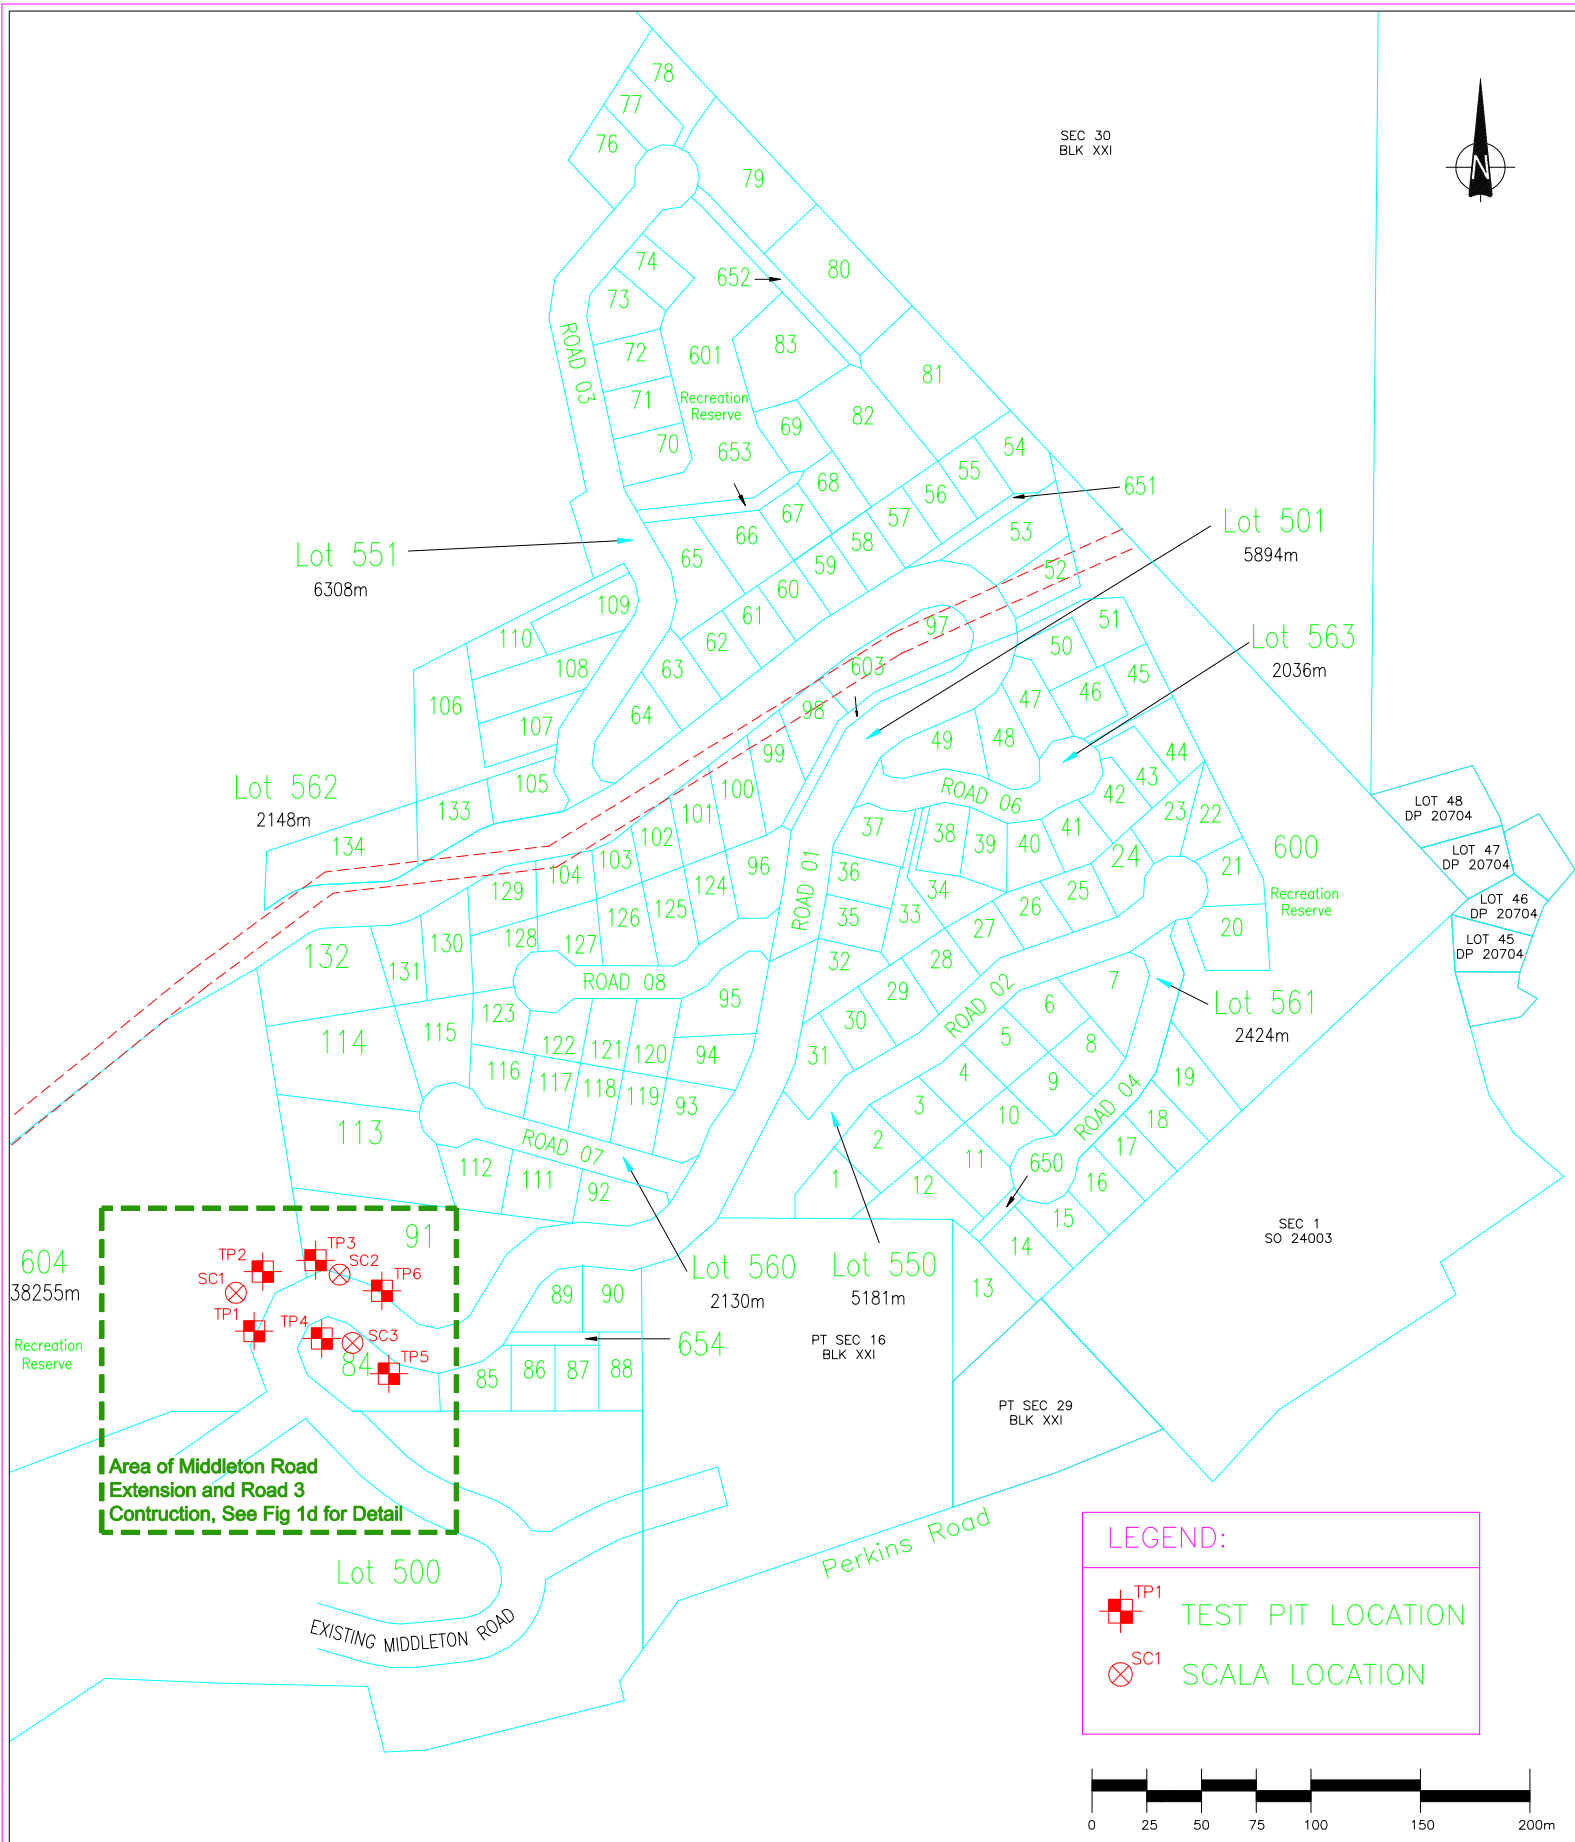 78
77
76
79
SEC 30
BLK XXI
N
74
73
652
80
ROAD 03
72
601
83
81
71
Recreation
Reserve
70
69
82
653
54
55
68
56
651
67
57
66
58
53
Lot 501
5894m
65
59
52
Lot 551
6308m
60
109
61
51
97
110
62
50
Lot 563
2036m
108
63
603
45
106
47
46
107
64
98
49
48
44
99
105
43
100
ROAD 06
42
Lot 562
2148m
133
101
37
41
23
22
LOT 48
DP 20704
134
102
38
39
40
24
21
600
LOT 47
DP 20704
103
96
36
104
124
34
25
Recreation
Reserve
LOT 46
DP 20704
129
125
ROAD 01
35
33
26
126
27
20
LOT 45
DP 20704
130
128
127
132
131
32
28
ROAD 08
29
7
95
30
ROAD 02
6
Lot 561
2424m
123
115
114
122
121
120
94
31
5
8
116
117
118
119
4
9
19
93
3
10
ROAD 04
18
113
ROAD 07
2
17
112
111
92
1
12
11
650
16
15
14
13
SEC 1
SO 24003
91
604
38255m
Recreation
Reserve
TP2
TP3
SC2
SC1
TP6
TP1
TP4
SC3
84
TP5
89
90
Lot 560
2130m
Lot 550
5181m
654
PT SEC 16
BLK XXI
85
86
87
88
PT SEC 29
BLK XXI
Area of Middleton Road
Extension and Road 3
Contruction, See Fig 1d for Detail
Perkins Road
Lot 500
EXISTING MIDDLETON ROAD
LEGEND:
TP1
TEST PIT LOCATION
SC1
SCALA LOCATION
0 25 50 75 100 150 200m